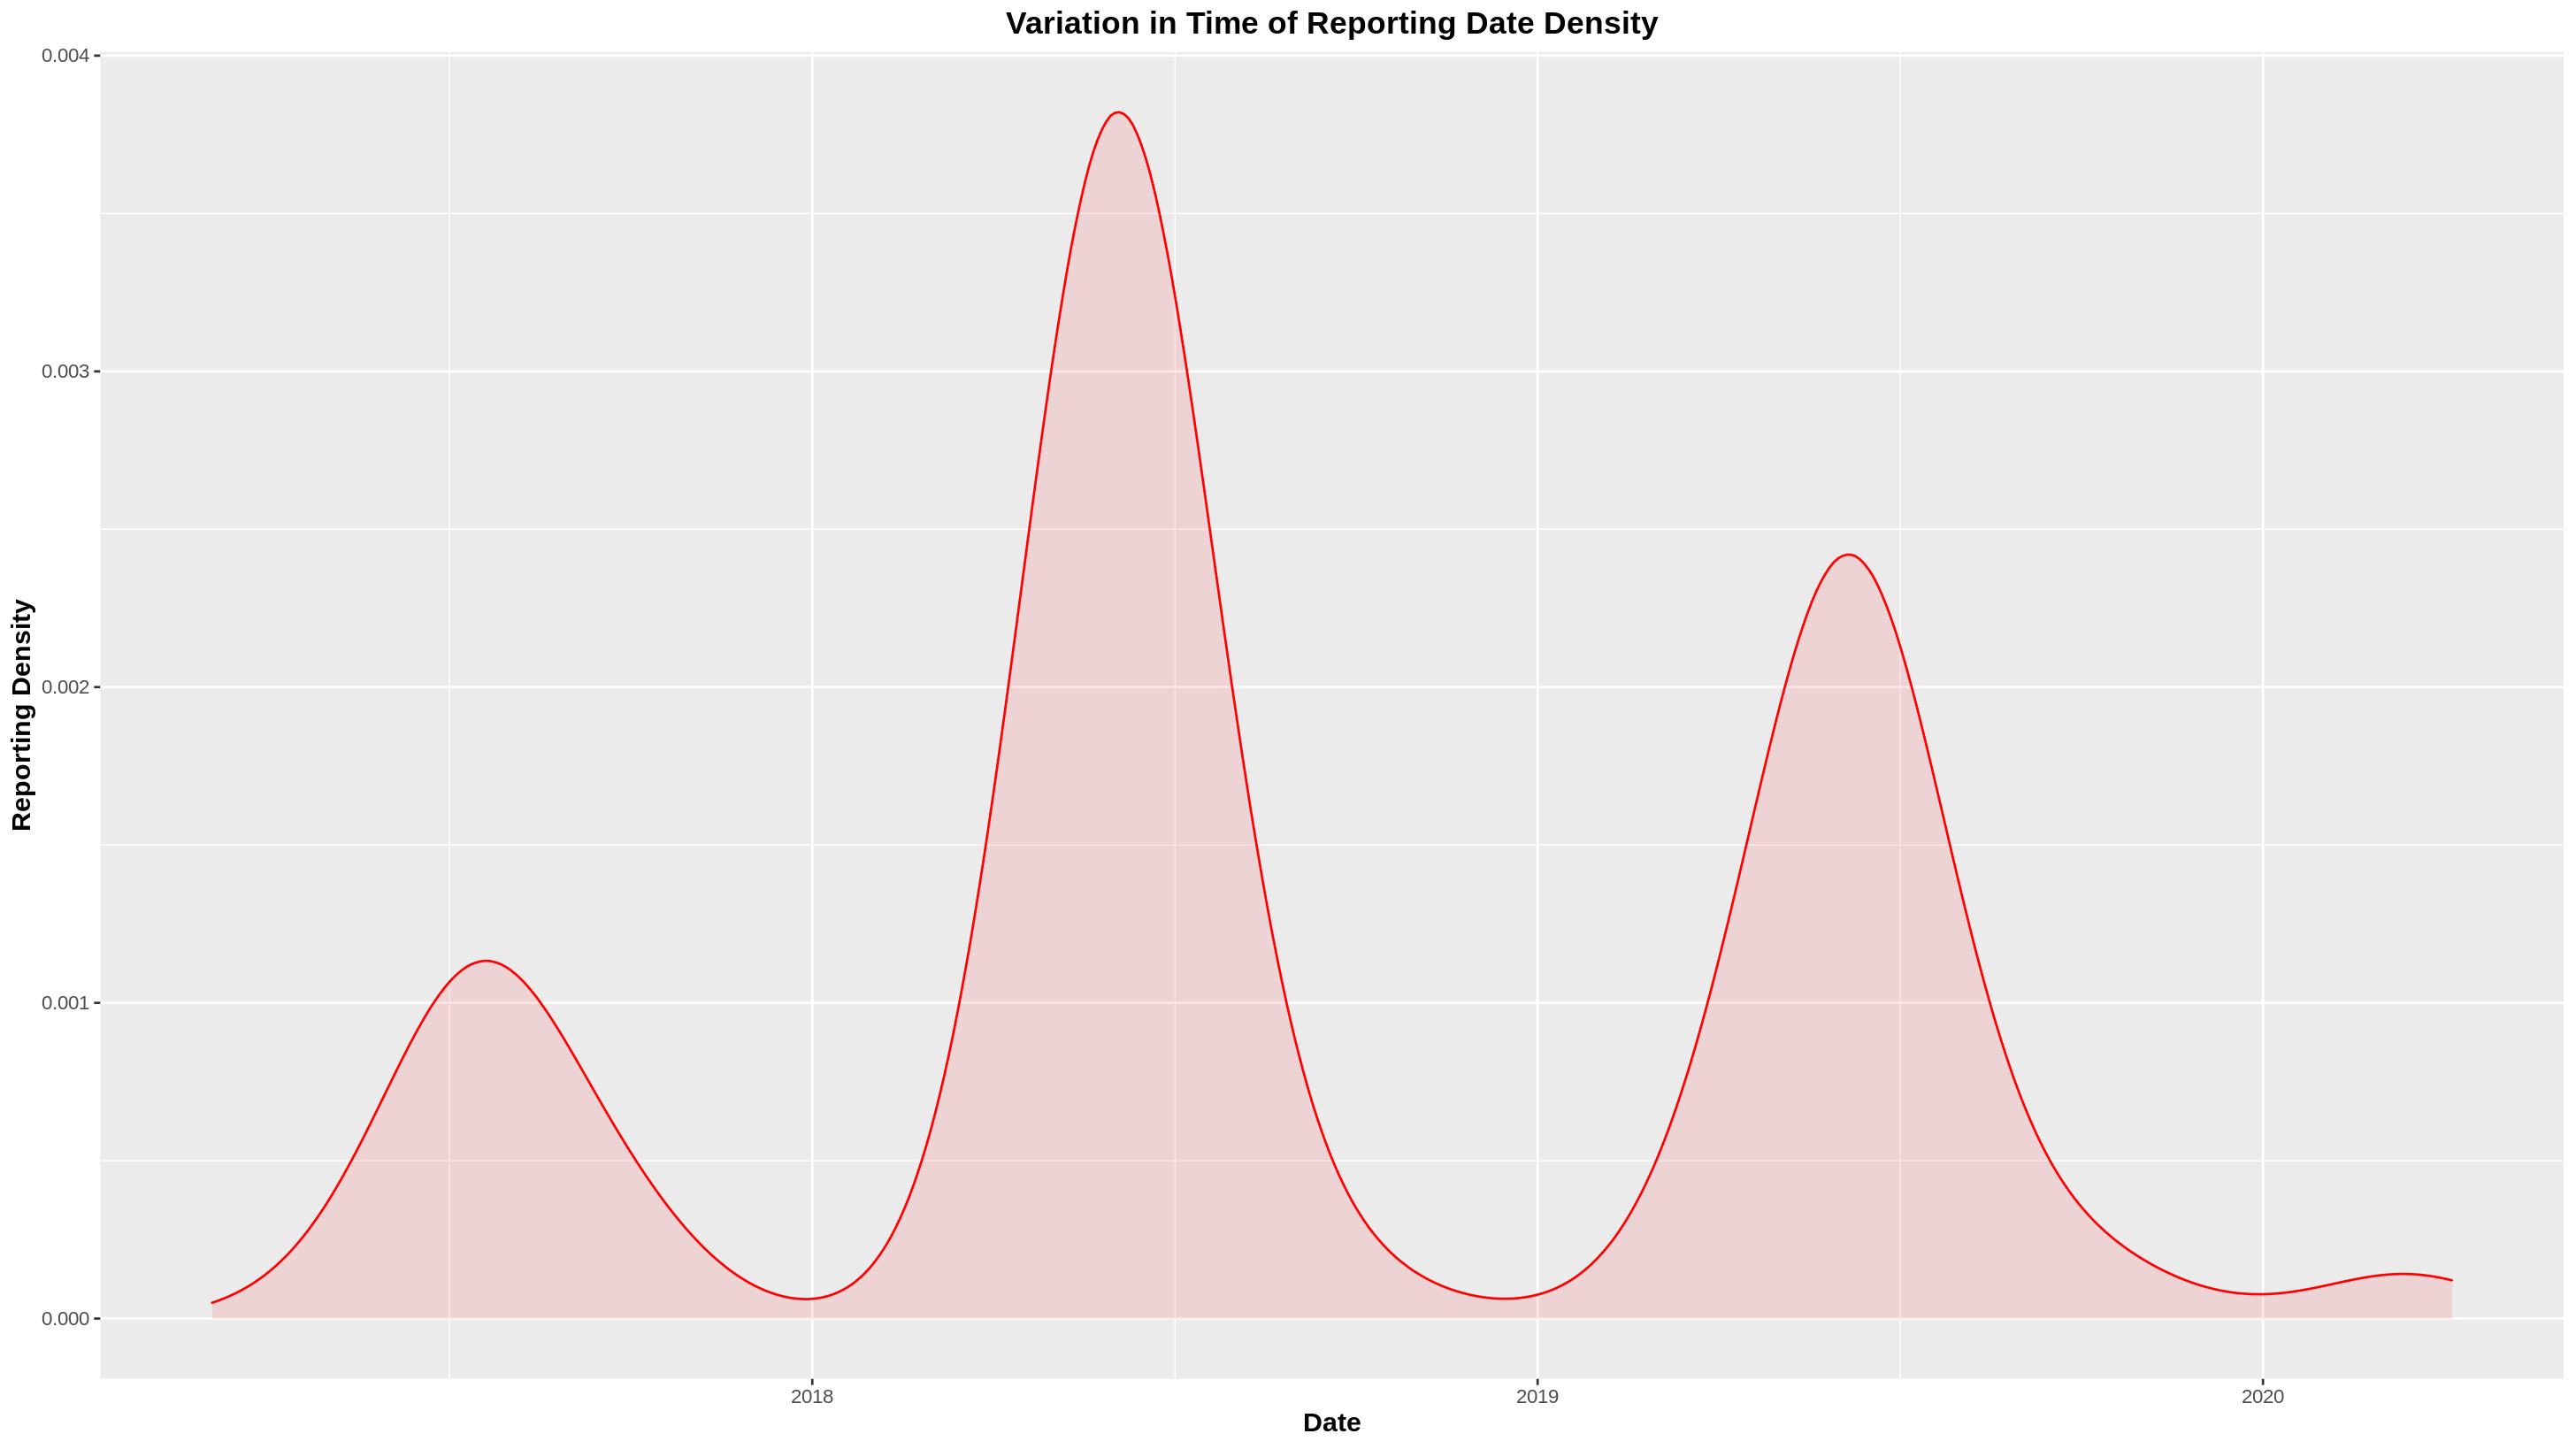 Variation in Time of Reporting Date Density
Reporting Density
0.004
0.003
0.002
0.001
0.000
2018
2019
2020
Date